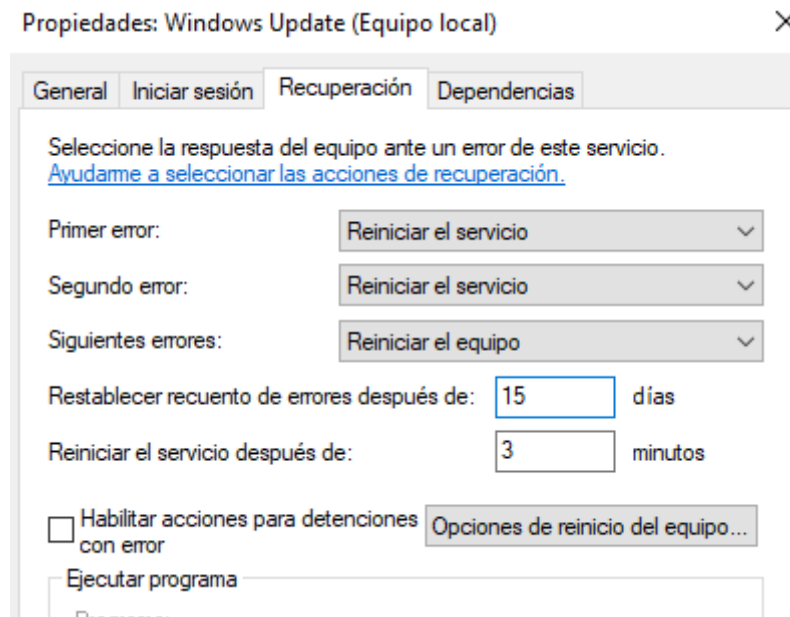 Propiedades: Windows Update (Equipo local)
General Iniciar sesión Recuperación Dependencias
Seleccione la respuesta del equipo ante un error de este servicio.
Ayudarme a seleccionar las acciones de recuperación.
Primer error: Reiniciar el servicio
Segundo error: Reiniciar el servicio
Siguientes errores: Reiniciar el equipo
Restablecer recuento de errores después de: 15 días
Reiniciar el servicio después de: 3 minutos
Habilitar acciones para detenciones
con error
Opciones de reinicio del equipo...
Ejecutar programa